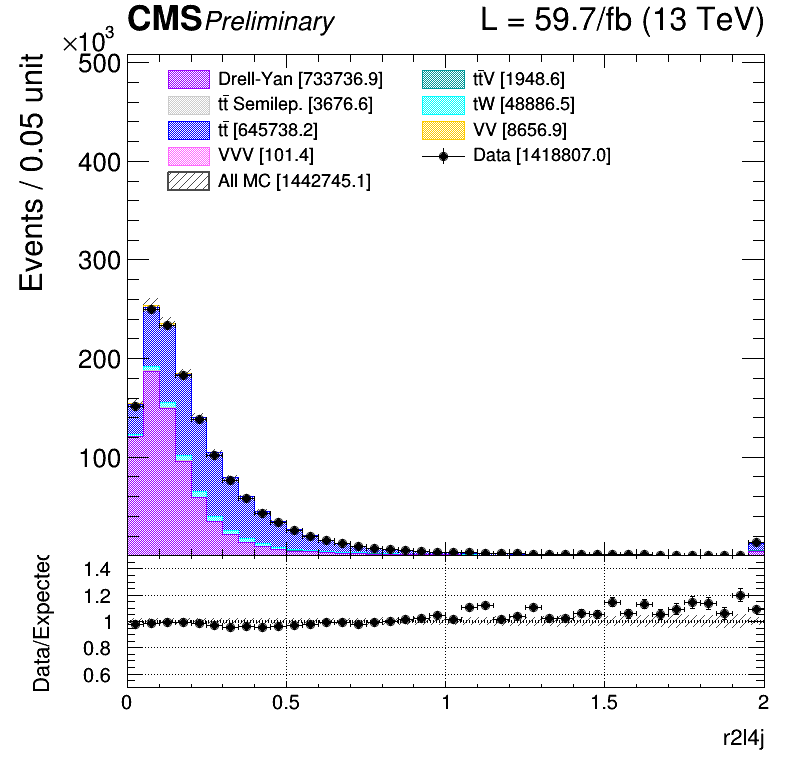 CMS Preliminary L = 59.7/fb (13 TeV)
×10³
Events / 0.05 unit
500
400
300
200
100
Drell-Yan [733736.9]
tt̄ Semilep. [3676.6]
tt̄ [645738.2]
VVV [101.4]
All MC [1442745.1]
tt̄V [1948.6]
tW [48886.5]
VV [8656.9]
Data [1418807.0]
Data/Expected
1.4
1.2
1
0.8
0.6
0 0.5 1 1.5 2
r2l4j